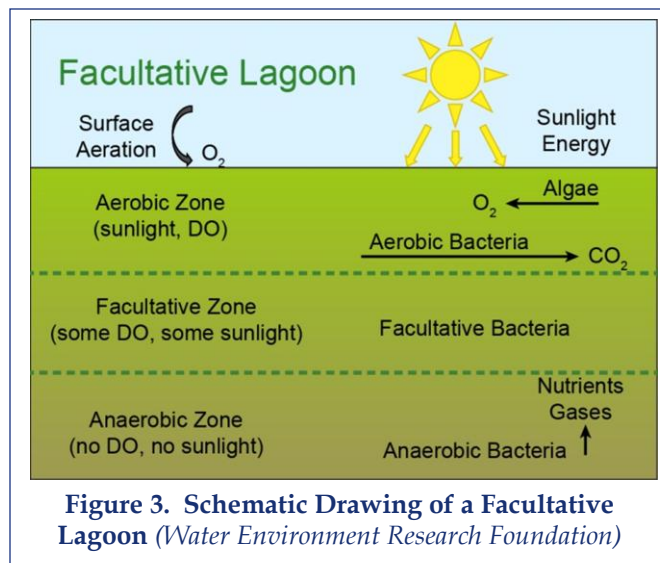 Facultative Lagoon
Surface
Aeration
O2
Sunlight
Energy
Aerobic Zone
(sunlight, DO)
O2
Algae
Aerobic Bacteria
CO2
Facultative Zone
(some DO, some sunlight)
Facultative Bacteria
Anaerobic Zone
(no DO, no sunlight)
Nutrients
Gases
Anaerobic Bacteria
Figure 3. Schematic Drawing of a Facultative
Lagoon (Water Environment Research Foundation)